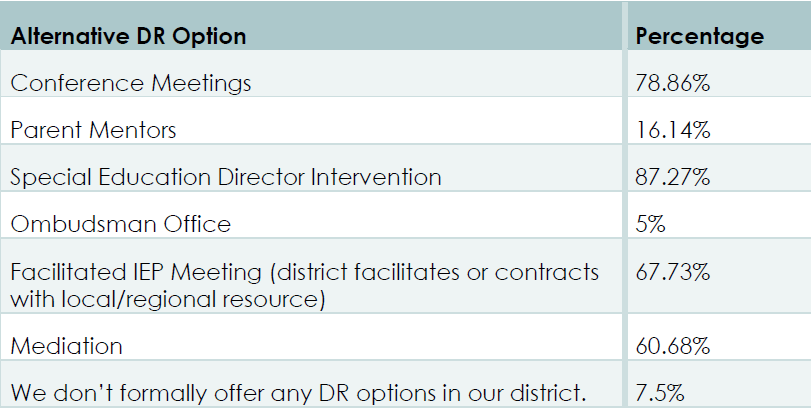 Alternative DR Option Percentage
Conference Meetings 78.86%
Parent Mentors 16.14%
Special Education Director Intervention 87.27%
Ombudsman Office 5%
Facilitated IEP Meeting (district facilitates or contracts 67.73%
with local/regional resource)
Mediation 60.68%
We don’t formally offer any DR options in our district. 7.5%